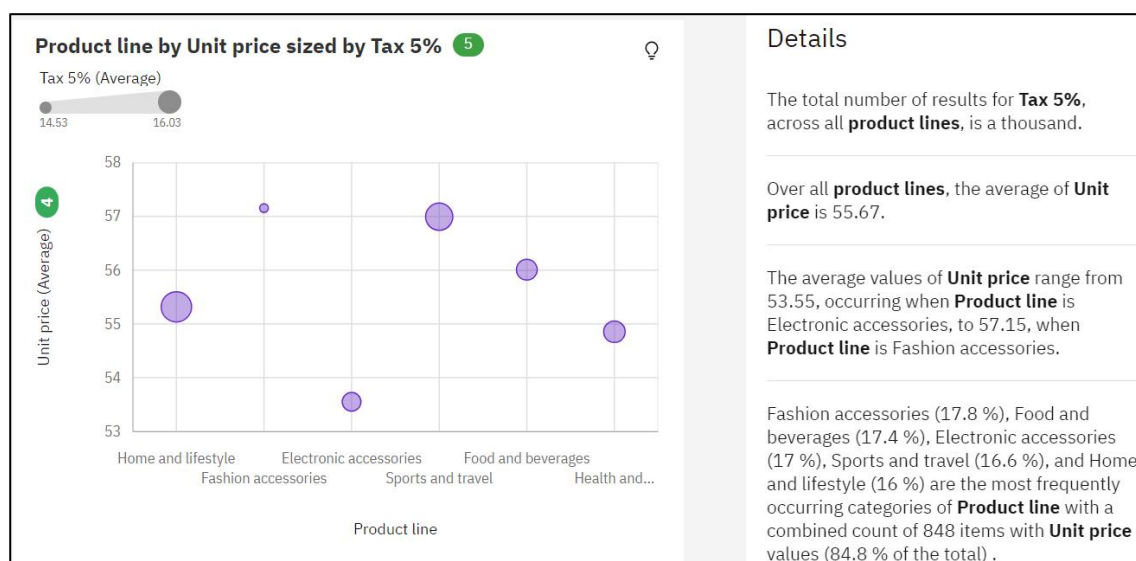 Product line by Unit price sized by Tax 5% 5
Tax 5% (Average)
14.53 16.03
Unit price (Average) 4
58
57
56
55
54
53
Home and lifestyle Electronic accessories Food and beverages
Fashion accessories Sports and travel Health and...
Product line
Details
The total number of results for Tax 5%,
across all product lines, is a thousand.
Over all product lines, the average of Unit
price is 55.67.
The average values of Unit price range from
53.55, occurring when Product line is
Electronic accessories, to 57.15, when
Product line is Fashion accessories.
Fashion accessories (17.8 %), Food and
beverages (17.4 %), Electronic accessories
(17 %), Sports and travel (16.6 %), and Home
and lifestyle (16 %) are the most frequently
occurring categories of Product line with a
combined count of 848 items with Unit price
values (84.8 % of the total) .